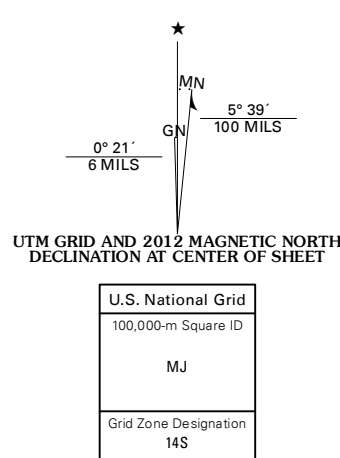 ★
MN
GN
5° 39´
100 MILS
0° 21´
6 MILS
UTM GRID AND 2012 MAGNETIC NORTH
DECLINATION AT CENTER OF SHEET
U.S. National Grid
100,000-m Square ID
MJ
Grid Zone Designation
14S